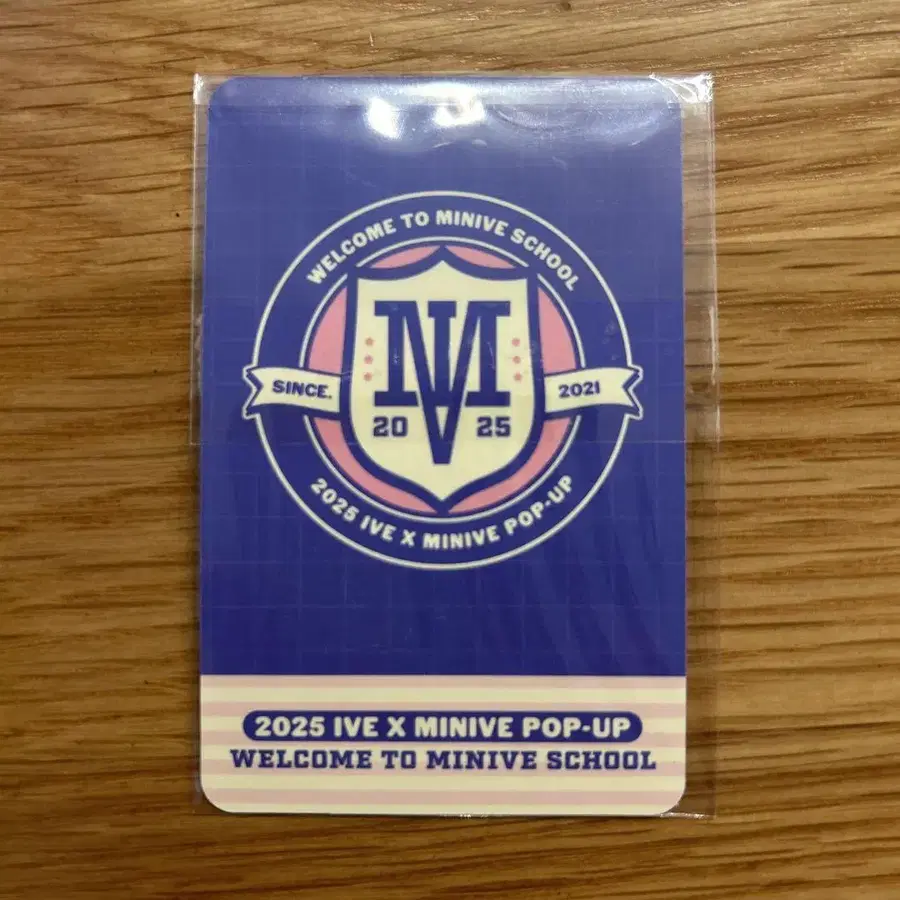 WELCOME TO MINIVE SCHOOL
MV
SINCE.
2021
20 25
2025 IVE X MINIVE POP-UP
2025 IVE X MINIVE POP-UP
WELCOME TO MINIVE SCHOOL